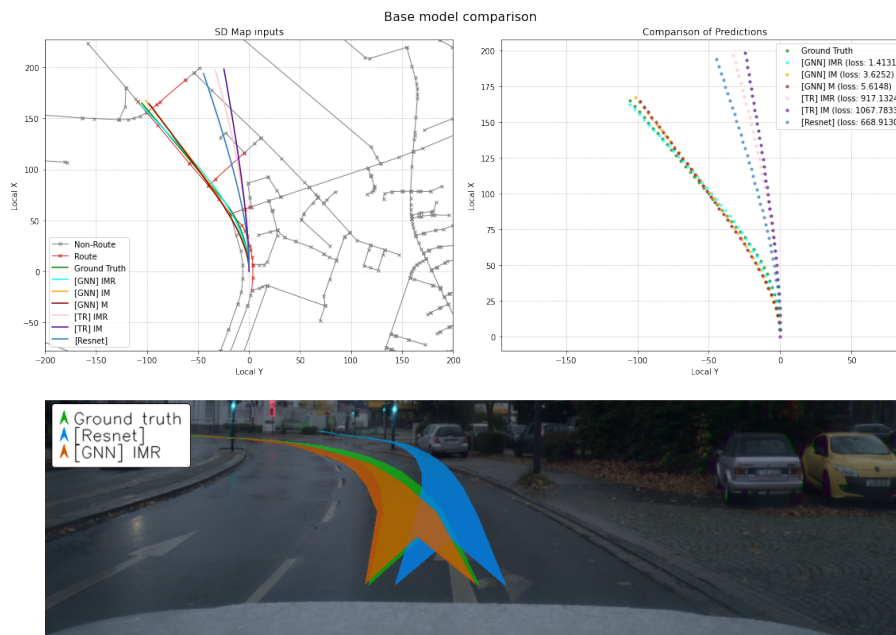 Base model comparison
SD Map inputs
Local X
200
150
100
50
0
−50
−200
−150
−100
−50
0
50
100
150
200
Local Y
Non-Route
Route
Ground Truth
[GNN] IMR
[GNN] IM
[GNN] M
[TR] IMR
[TR] IM
[Resnet]
Comparison of Predictions
Local X
200
175
150
125
100
75
50
25
0
−150
−100
−50
0
50
Local Y
Ground Truth
[GNN] IMR (loss: 1.4131
[GNN] IM (loss: 3.6252)
[GNN] M (loss: 5.6148)
[TR] IMR (loss: 917.1324
[TR] IM (loss: 1067.7833
[Resnet] (loss: 668.9130
Ground truth
[Resnet]
[GNN] IMR